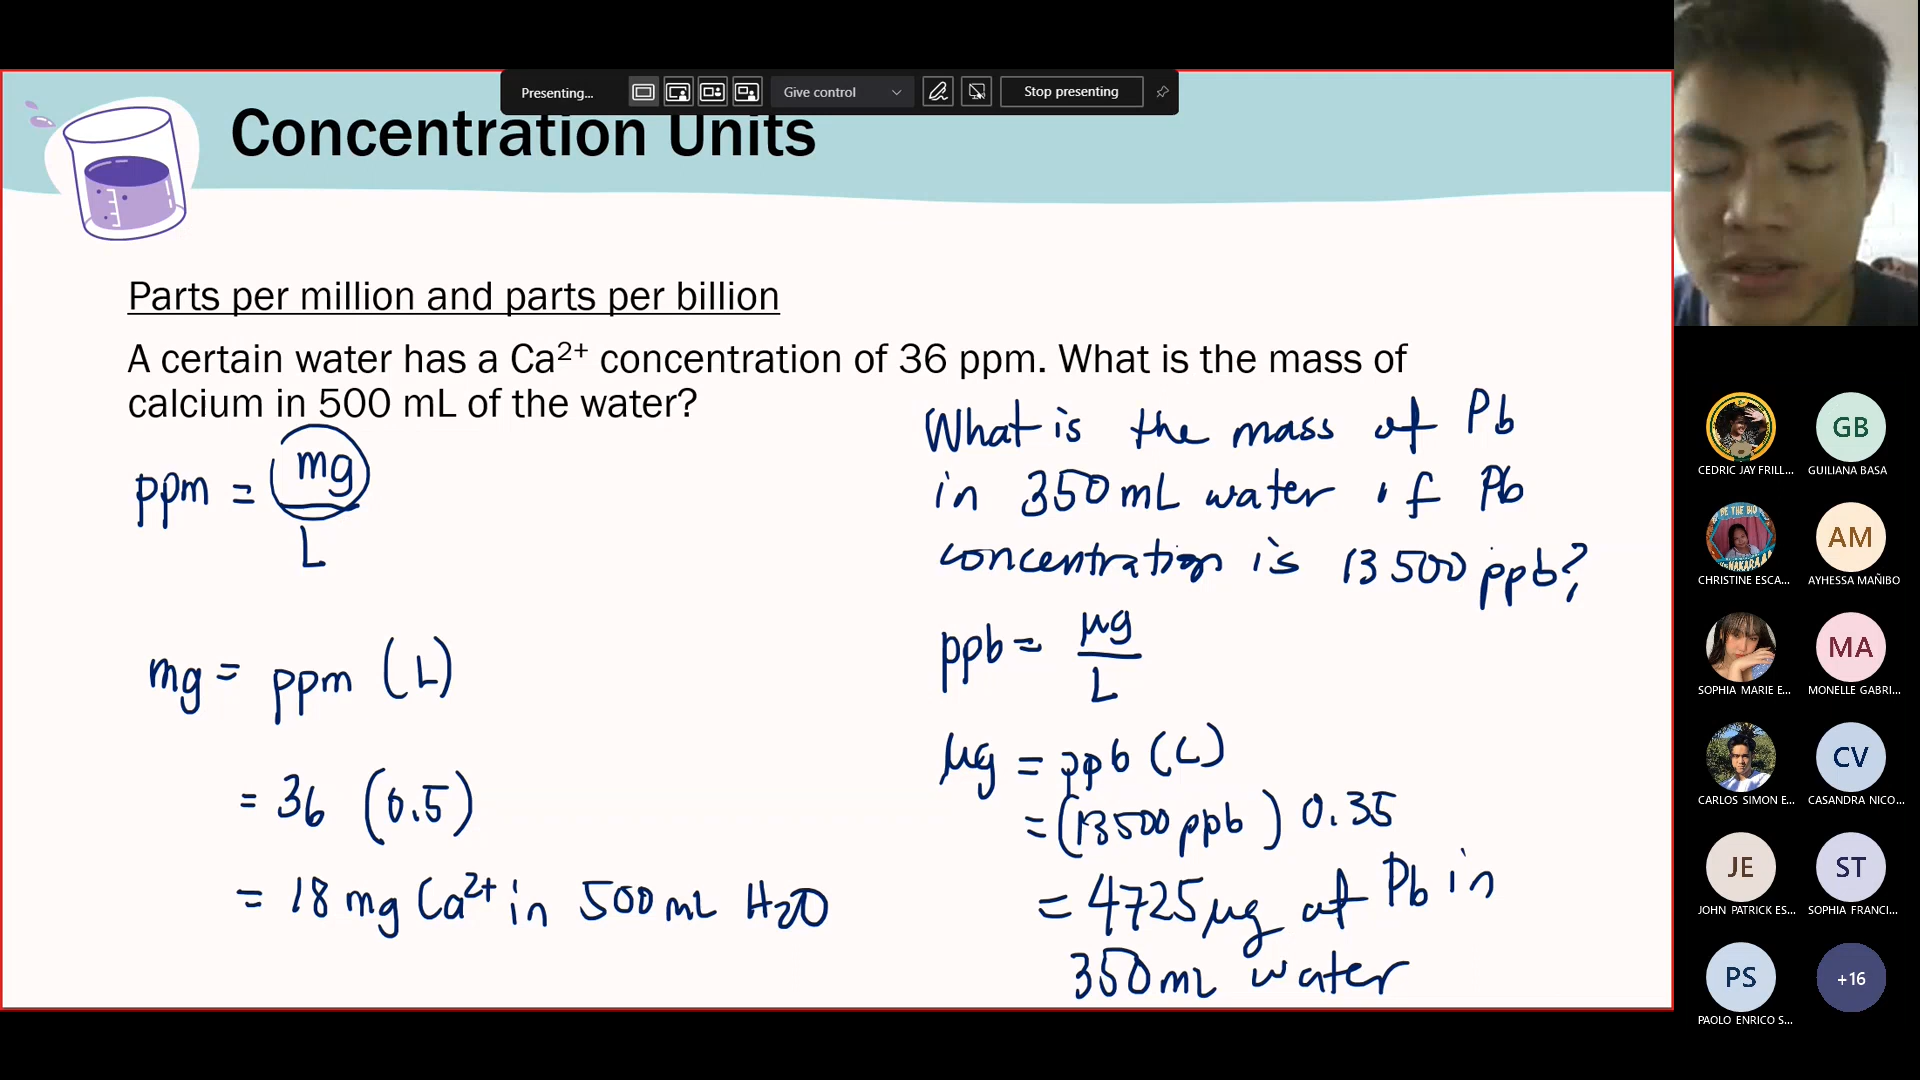 Presenting...
Give control
Stop presenting
Concentration Units
Parts per million and parts per billion
A certain water has a Ca²⁺ concentration of 36 ppm. What is the mass of
calcium in 500 mL of the water?
ppm = mg
L
mg = ppm (L)
= 36 (0.5)
= 18 mg Ca²⁺ in 500 mL H₂O
What is the mass of Pb
in 350 mL water if Pb
concentration is 13 500 ppb?
ppb = μg
L
μg = ppb (L)
= (13500 ppb) 0.35
= 4725 μg of Pb in
350 mL water
CEDRIC JAY FRILL...
GB
GUILIANA BASA
CHRISTINE ESCA...
AM
AYHESSA MAÑIBO
SOPHIA MARIE E...
MA
MONELLE GABRI...
CARLOS SIMON E...
CV
CASANDRA NICO...
JE
JOHN PATRICK ES...
ST
SOPHIA FRANCI...
PS
PAOLO ENRICO S...
+16